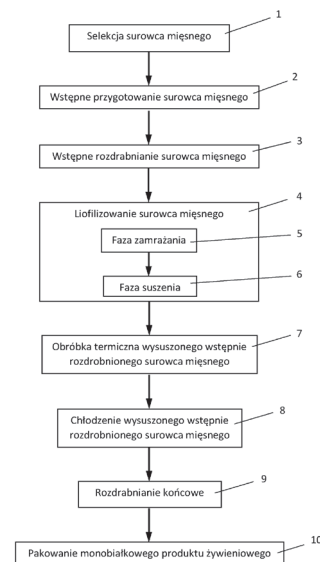 1
Selekcja surowca mięsnego
2
Wstępne przygotowanie surowca mięsnego
3
Wstępne rozdrabnianie surowca mięsnego
4
Liofilizowanie surowca mięsnego
5
Faza zamrażania
6
Faza suszenia
7
Obróbka termiczna wysuszonego wstępnie
rozdrobnionego surowca mięsnego
8
Chłodzenie wysuszonego wstępnie
rozdrobnionego surowca mięsnego
9
Rozdrabnianie końcowe
10
Pakowanie monobiałkowego produktu żywieniowego